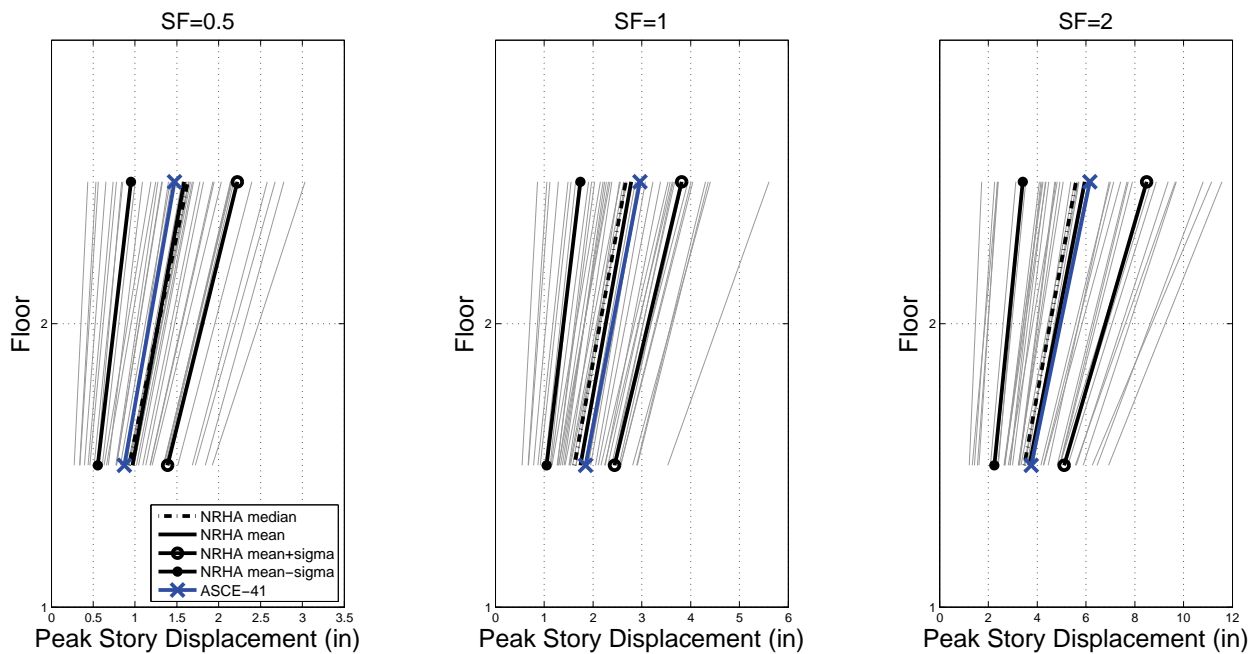 SF=0.5
Floor
2
1
0 0.5 1 1.5 2 2.5 3 3.5
Peak Story Displacement (in)
NRHA median
NRHA mean
NRHA mean+sigma
NRHA mean−sigma
ASCE−41
SF=1
Floor
2
1
0 1 2 3 4 5 6
Peak Story Displacement (in)
SF=2
Floor
2
1
0 2 4 6 8 10 12
Peak Story Displacement (in)